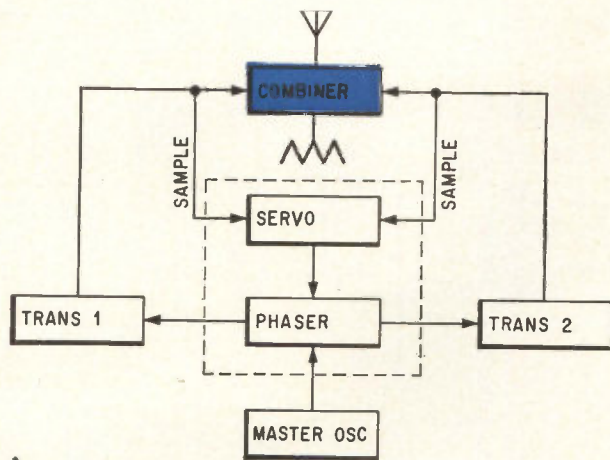 COMBINER
SAMPLE
SAMPLE
SERVO
TRANS 1
PHASER
TRANS 2
MASTER OSC